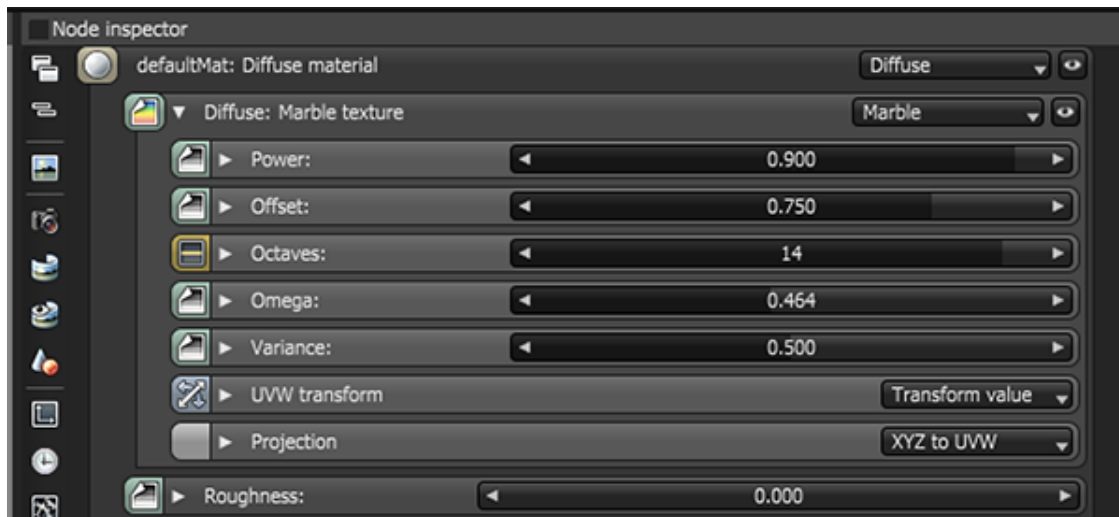 Node inspector
defaultMat: Diffuse material Diffuse
Diffuse: Marble texture Marble
Power: 0.900
Offset: 0.750
Octaves: 14
Omega: 0.464
Variance: 0.500
UVW transform Transform value
Projection XYZ to UVW
Roughness: 0.000